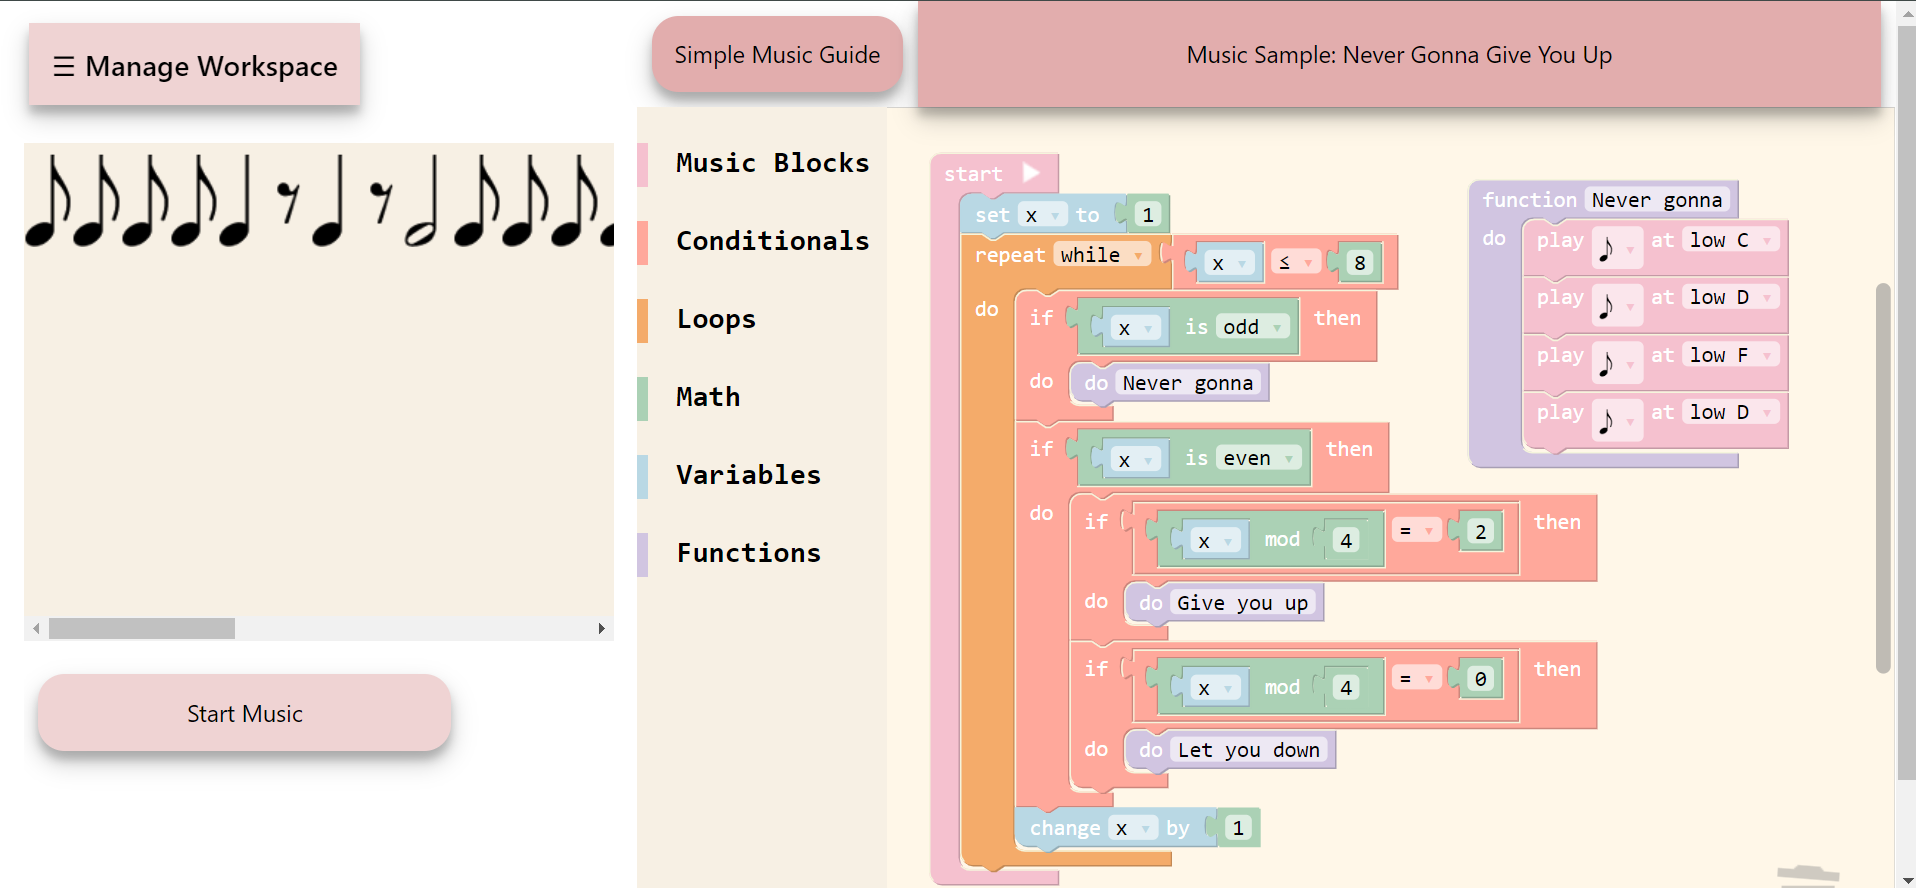 ☰ Manage Workspace
Simple Music Guide
Music Sample: Never Gonna Give You Up
Start Music
Music Blocks
Conditionals
Loops
Math
Variables
Functions
start
set x to 1
repeat while x ≤ 8
do if x is odd then
do do Never gonna
if x is even then
do if x mod 4 = 2 then
do do Give you up
if x mod 4 = 0 then
do do Let you down
change x by 1
function Never gonna
do play ♪ at low C
play ♪ at low D
play ♪ at low F
play ♪ at low D